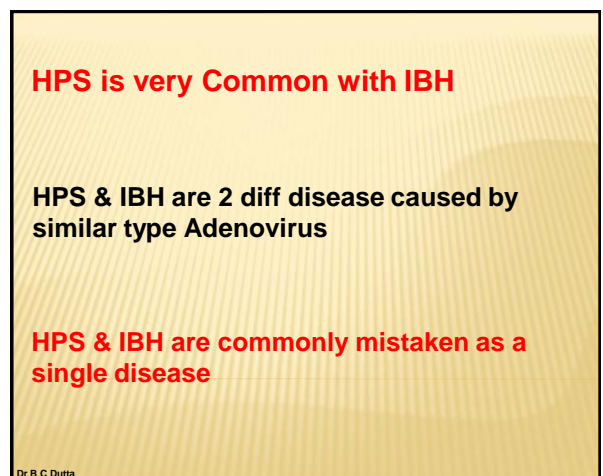 HPS is very Common with IBH
HPS & IBH are 2 diff disease caused by
similar type Adenovirus
HPS & IBH are commonly mistaken as a
single disease
Dr B C Dutta